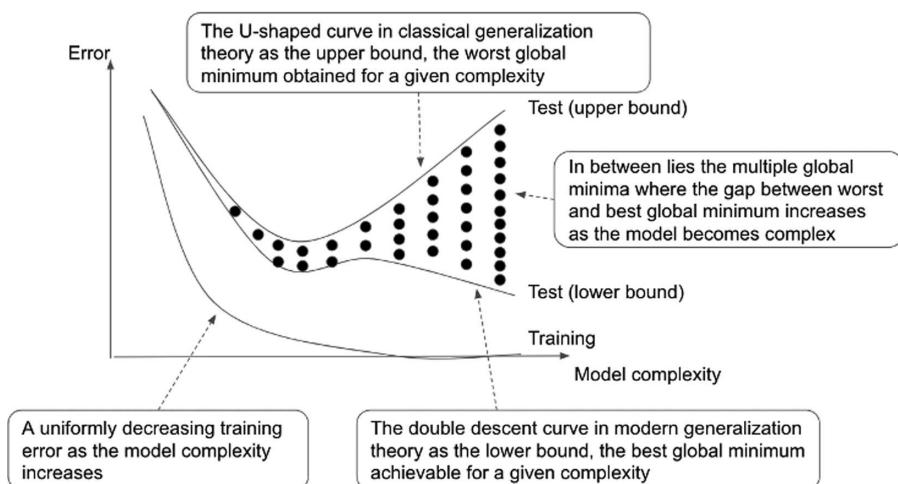 The U-shaped curve in classical generalization
theory as the upper bound, the worst global
minimum obtained for a given complexity
Error
Test (upper bound)
In between lies the multiple global
minima where the gap between worst
and best global minimum increases
as the model becomes complex
Test (lower bound)
Training
Model complexity
A uniformly decreasing training
error as the model complexity
increases
The double descent curve in modern generalization
theory as the lower bound, the best global minimum
achievable for a given complexity